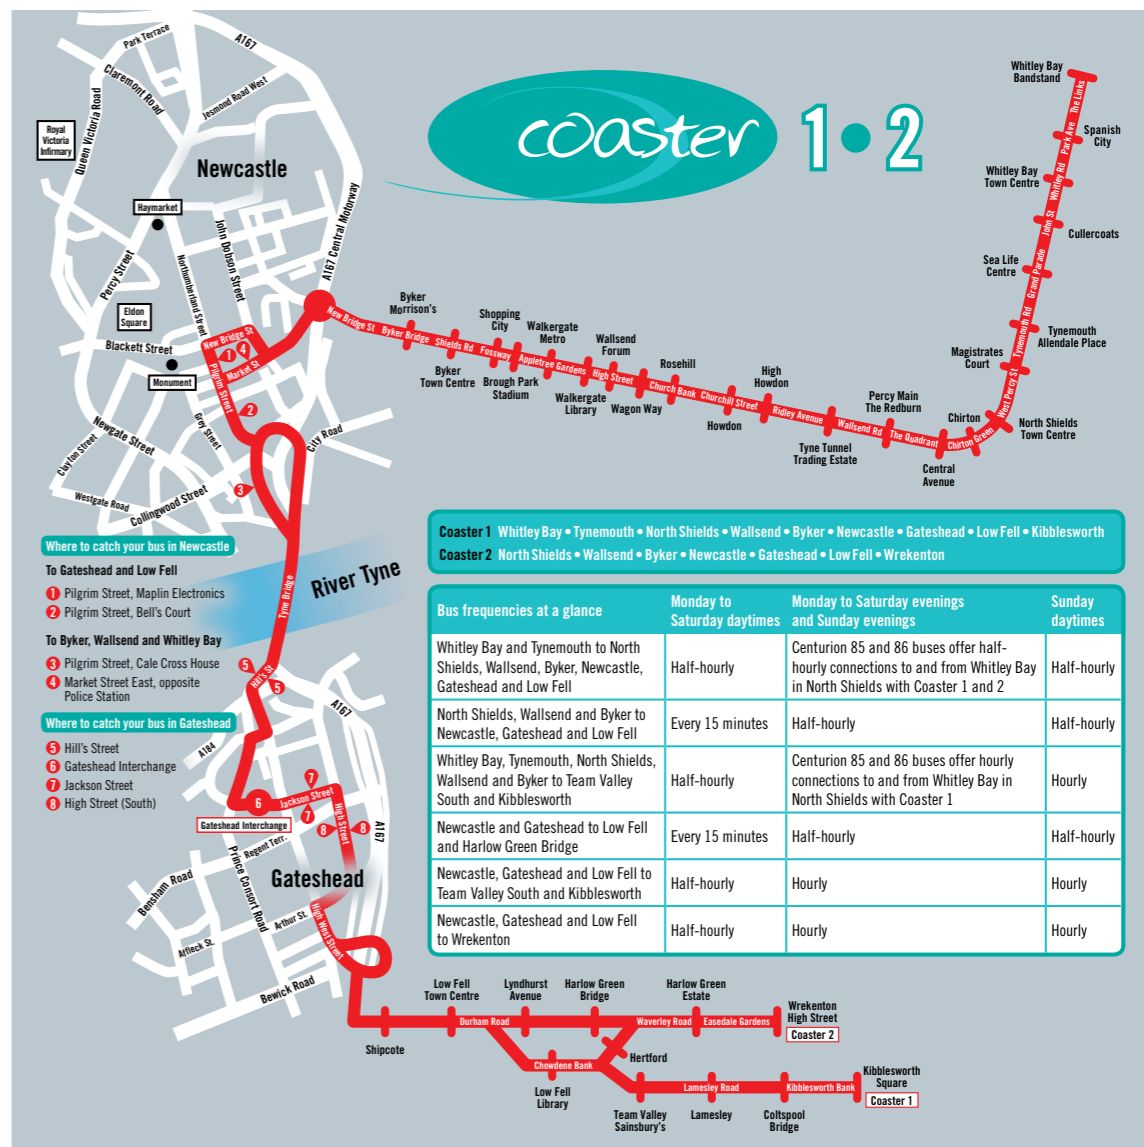 Park Terrace
A167
Claremont Road
Jesmond Road West
Queen Victoria Road
Royal
Victoria
Infirmary
Newcastle
Haymarket
John Dobson Street
A167 Central Motorway
Percy Street
Northumberland Street
Eldon
Square
Blackett Street
New Bridge St
1
4
Market St
Monument
Pilgrim Street
2
Grey Street
Newgate Street
Clayton Street
City Road
Westgate Road
Collingwood Street
3
coaster 1 • 2
Whitley Bay
Bandstand
The Links
Spanish
City
Park Ave
Whitley Bay
Town Centre
Whitley Rd
Cullercoats
John St
Sea Life
Centre
Grand Parade
Tynemouth
Allendale Place
Tynemouth Rd
Magistrates
Court
West Percy St
North Shields
Town Centre
Chirton
Chirton Green
Central
Avenue
The Quadrant
Percy Main
The Redburn
Wallsend Rd
Tyne Tunnel
Trading Estate
Ridley Avenue
High
Howdon
Howdon
Churchill Street
Rosehill
Church Bank
Wagon Way
Wallsend
Forum
High Street
Walkergate
Library
Walkergate
Metro
Appletree Gardens
Brough Park
Stadium
Shopping
City
Fossway
Byker
Town Centre
Shields Rd
Byker
Morrison's
Byker Bridge
New Bridge St
Where to catch your bus in Newcastle
To Gateshead and Low Fell
1 Pilgrim Street, Maplin Electronics
2 Pilgrim Street, Bell's Court
To Byker, Wallsend and Whitley Bay
3 Pilgrim Street, Cale Cross House
4 Market Street East, opposite
Police Station
Where to catch your bus in Gateshead
5 Hill's Street
6 Gateshead Interchange
7 Jackson Street
8 High Street (South)
River Tyne
Tyne Bridge
5
Hill's St
5
A167
A184
6
Jackson Street
7
7
High Street
8
8
A167
Gateshead Interchange
Regent Terr.
Prince Consort Road
Gateshead
Bensham Road
Arthur St.
Affleck St.
High West Street
Bewick Road
Coaster 1 Whitley Bay • Tynemouth • North Shields • Wallsend • Byker • Newcastle • Gateshead • Low Fell • Kibblesworth
Coaster 2 North Shields • Wallsend • Byker • Newcastle • Gateshead • Low Fell • Wrekenton
Bus frequencies at a glance
Monday to
Saturday daytimes
Monday to Saturday evenings
and Sunday evenings
Sunday
daytimes
Whitley Bay and Tynemouth to North
Shields, Wallsend, Byker, Newcastle,
Gateshead and Low Fell
Half-hourly
Centurion 85 and 86 buses offer half-
hourly connections to and from Whitley Bay
in North Shields with Coaster 1 and 2
Half-hourly
North Shields, Wallsend and Byker to
Newcastle, Gateshead and Low Fell
Every 15 minutes
Half-hourly
Half-hourly
Whitley Bay, Tynemouth, North Shields,
Wallsend and Byker to Team Valley
South and Kibblesworth
Half-hourly
Centurion 85 and 86 buses offer hourly
connections to and from Whitley Bay in
North Shields with Coaster 1
Hourly
Newcastle and Gateshead to Low Fell
and Harlow Green Bridge
Every 15 minutes
Half-hourly
Half-hourly
Newcastle, Gateshead and Low Fell to
Team Valley South and Kibblesworth
Half-hourly
Hourly
Hourly
Newcastle, Gateshead and Low Fell
to Wrekenton
Half-hourly
Hourly
Hourly
Shipcote
Low Fell
Town Centre
Durham Road
Lyndhurst
Avenue
Harlow Green
Bridge
Waverley Road
Harlow Green
Estate
Easedale Gardens
Wrekenton
High Street
Coaster 2
Chowdene Bank
Low Fell
Library
Hertford
Team Valley
Sainsbury's
Lamesley Road
Lamesley
Coltspool
Bridge
Kibblesworth Bank
Kibblesworth
Square
Coaster 1